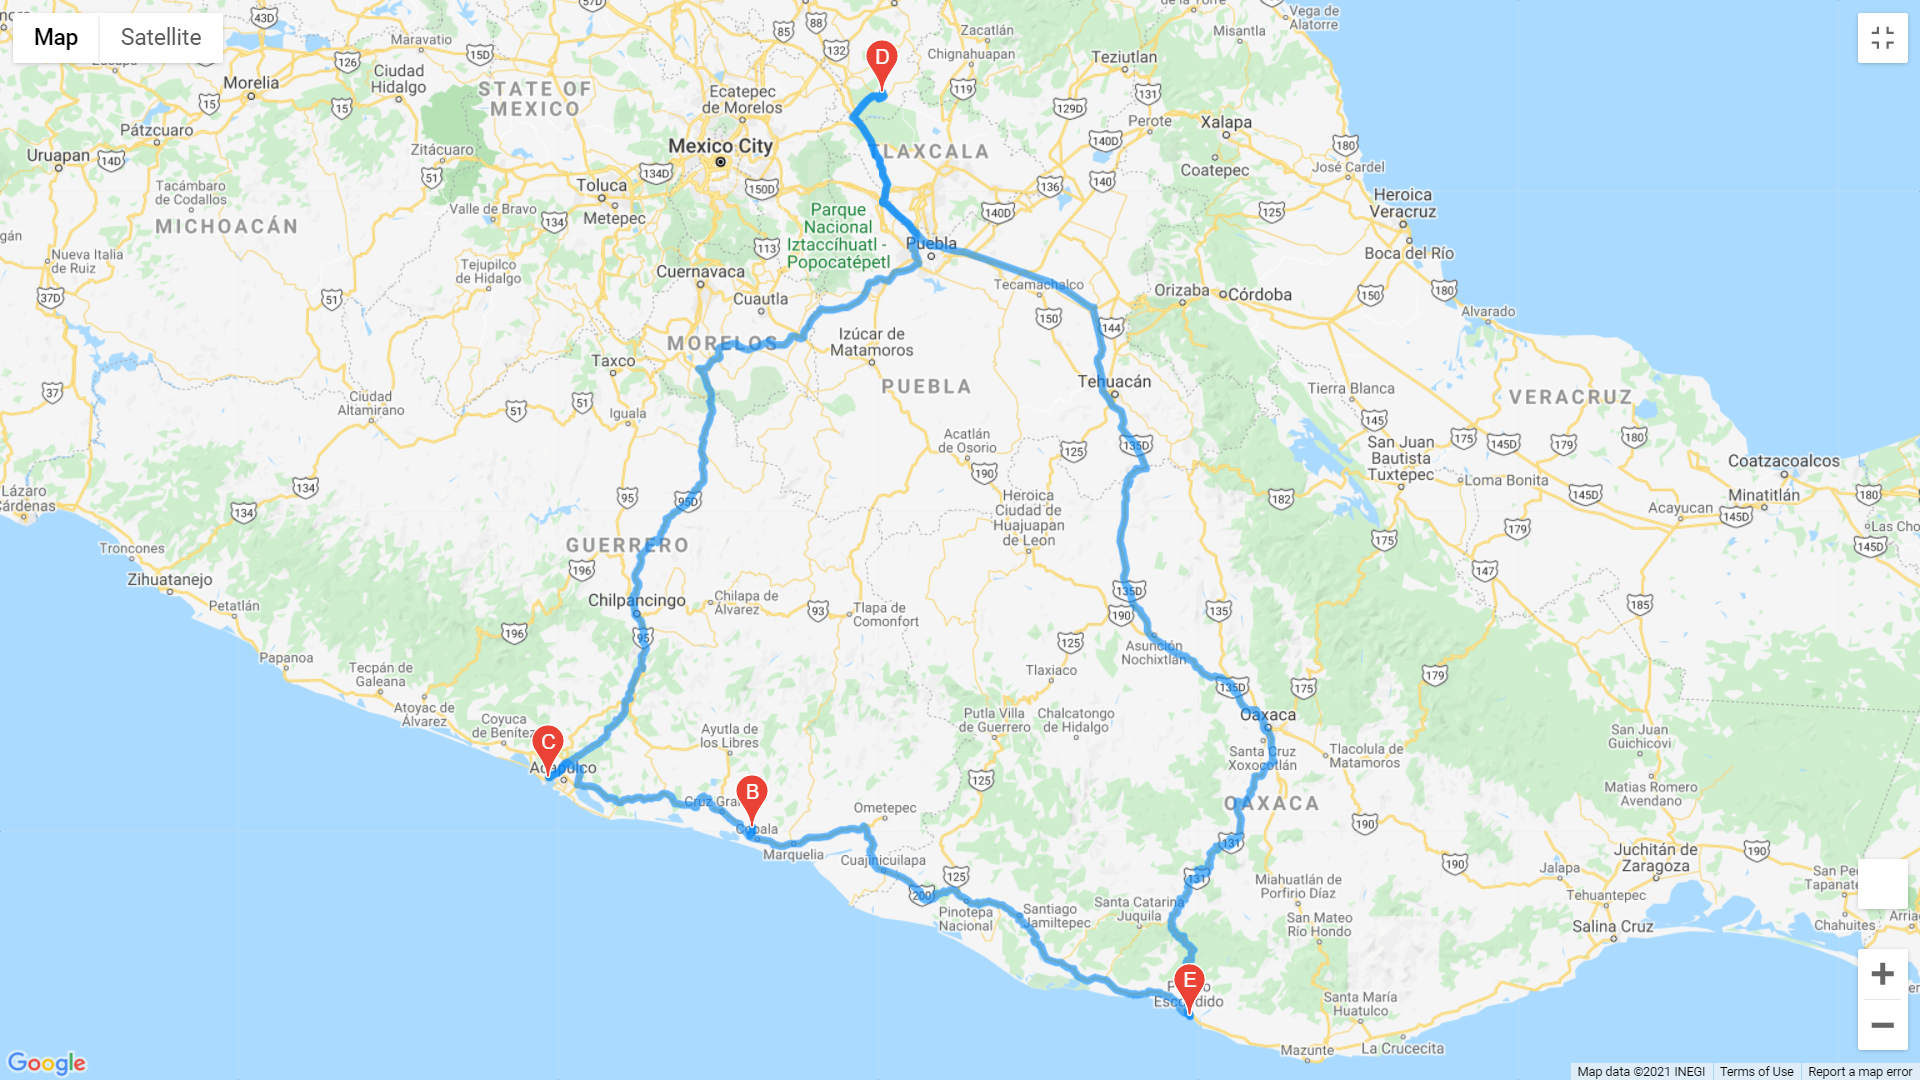 Map
Satellite
43D
57D
88
85
132
D
Zacatlán
Chignahuapan
de la Torre
Vega de
Alatorre
Misantla
Teziutlan
Maravatio
15D
126
Ciudad
Hidalgo
Morelia
15
15
STATE OF
MEXICO
Ecatepec
de Morelos
119
131
129D
Perote
Xalapa
Pátzcuaro
Uruapan
14D
Zitácuaro
51
Mexico City
TLAXCALA
140D
180
José Cardel
Coatepec
134D
Toluca
150D
136
140
Tacámbaro
de Codallos
Valle de Bravo
134
Metepec
Parque
Nacional
Iztaccíhuatl -
Popocatépetl
140D
125
Heroica
Veracruz
MICHOACÁN
113
Puebla
Boca del Río
Nueva Italia
de Ruiz
Tejupilco
de Hidalgo
Cuernavaca
Tecamachalco
Orizaba
Córdoba
150
180
37D
51
Cuautla
150
144
Alvarado
Izúcar de
Matamoros
MORELOS
Taxco
Tehuacán
PUEBLA
Tierra Blanca
VERACRUZ
37
Ciudad
Altamirano
51
51
Iguala
145
Acatlán
de Osorio
125
135D
San Juan
Bautista
Tuxtepec
175
145D
175
180
Coatzacoalcos
Lázaro
Cárdenas
134
134
95
95D
190
Heroica
Ciudad de
Huajuapan
de Leon
182
Loma Bonita
145D
Minatitlán
180
Acayucan
145D
179
175
145D
Troncones
Zihuatanejo
GUERRERO
196
147
Petatlán
Chilpancingo
Chilapa de
Álvarez
93
Tlapa de
Comonfort
135D
190
135
185
196
95
125
Asunción
Nochixtlán
Papanoa
Tecpán de
Galeana
Tlaxiaco
135D
175
179
Atoyac de
Álvarez
Coyuca
de Benítez
Ayutla de
los Libres
Putla Villa
de Guerrero
Chalcatongo
de Hidalgo
Oaxaca
San Juan
Guichicovi
C
Acapulco
Santa Cruz
Xoxocotlán
Tlacolula de
Matamoros
125
Matias Romero
Avendano
B
Ometepec
OAXACA
Copala
Marquelia
190
131
Cuajinicuilapa
Juchitán de
Zaragoza
190
190
Jalapa
125
200
131
Miahuatlán de
Porfirio Díaz
Tehuantepec
Pinotepa
Nacional
Santiago
Jamiltepec
Santa Catarina
Juquila
San Mateo
Río Hondo
Salina Cruz
Chahuites
E
Santa María
Huatulco
Mazunte
La Crucecita
Google
Map data ©2021 INEGI
Terms of Use
Report a map error